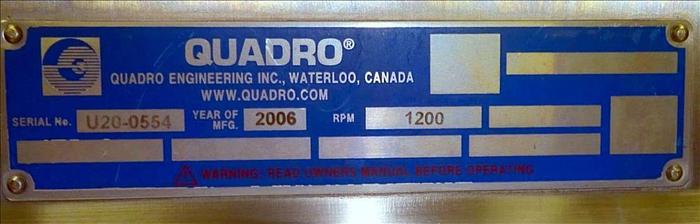 QUADRO®
QUADRO ENGINEERING INC., WATERLOO, CANADA
WWW.QUADRO.COM
SERIAL No. U20-0554 YEAR OF MFG. 2006 RPM 1200
WARNING: READ OWNERS MANUAL BEFORE OPERATING